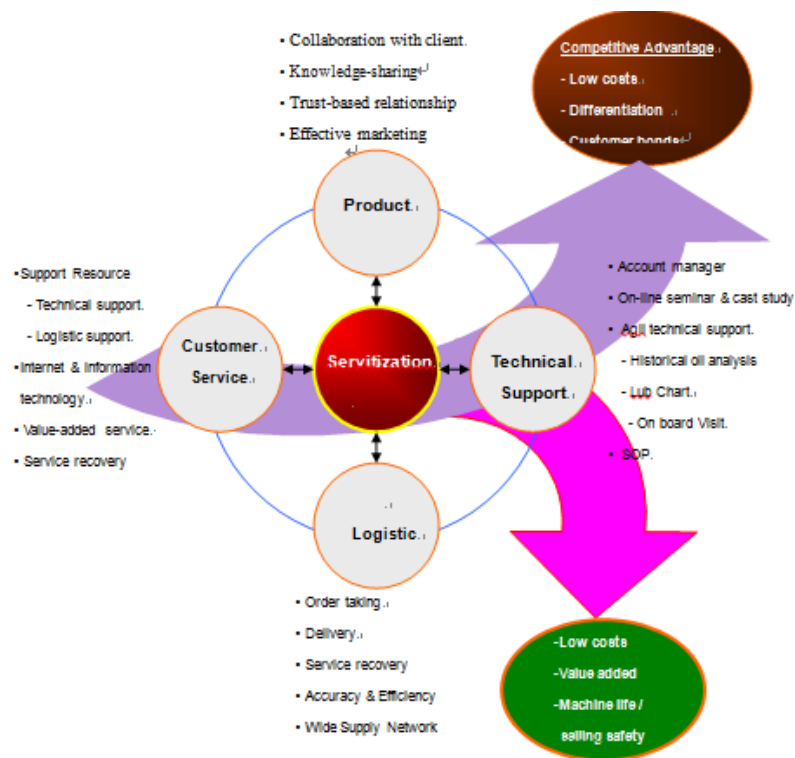 • Collaboration with client.
• Knowledge-sharing
• Trust-based relationship
• Effective marketing
Competitive Advantage.
- Low costs.
- Differentiation .
- Customer bonds
Product.
•Support Resource
- Technical support.
- Logistic support.
•Internet & Information
technology.
•Value-added service.
• Service recovery
Customer.
Service.
Servitization.
Technical.
Support.
• Account manager
• On-line seminar & cast study
• Agil technical support.
- Historical oil analysis
- Lub Chart.
- On board Visit.
• SOP.
Logistic.
• Order taking.
• Delivery.
• Service recovery
• Accuracy & Efficiency
• Wide Supply Network
-Low costs
-Value added
-Machine life /
sailing safety